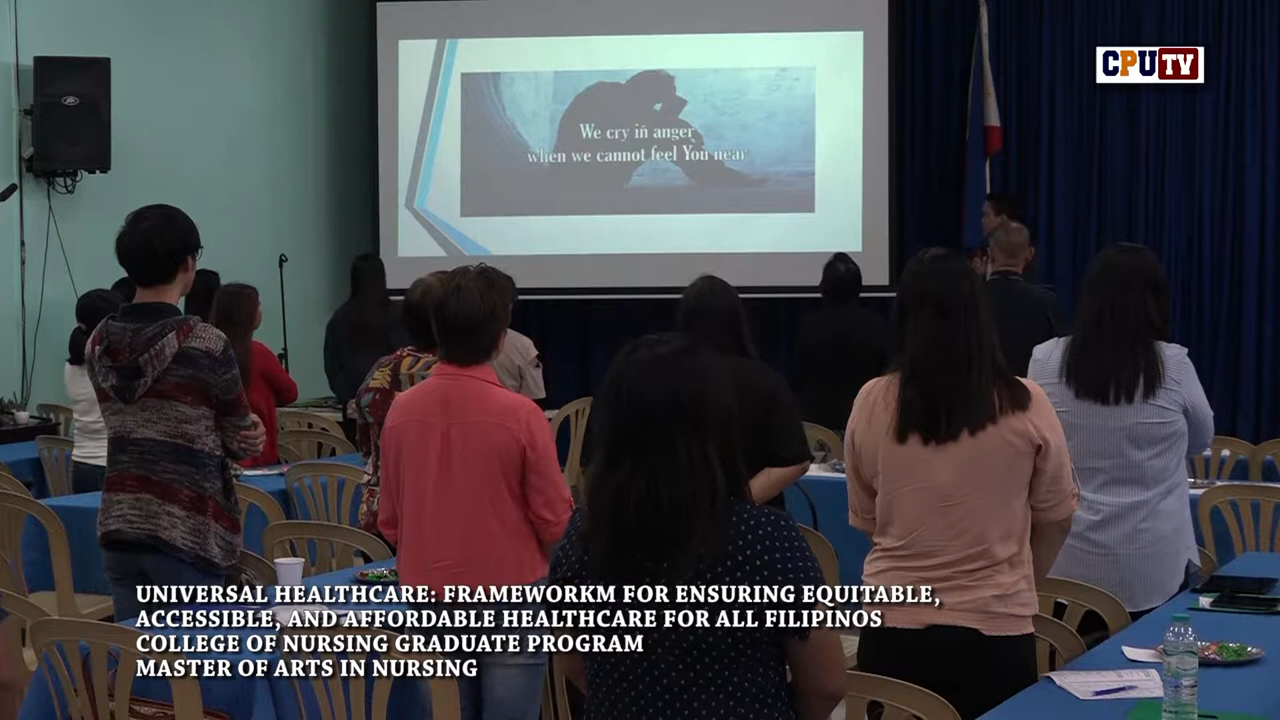 CPUTV
We cry in anger
when we cannot feel You near
UNIVERSAL HEALTHCARE: FRAMEWORKM FOR ENSURING EQUITABLE,
ACCESSIBLE, AND AFFORDABLE HEALTHCARE FOR ALL FILIPINOS
COLLEGE OF NURSING GRADUATE PROGRAM
MASTER OF ARTS IN NURSING